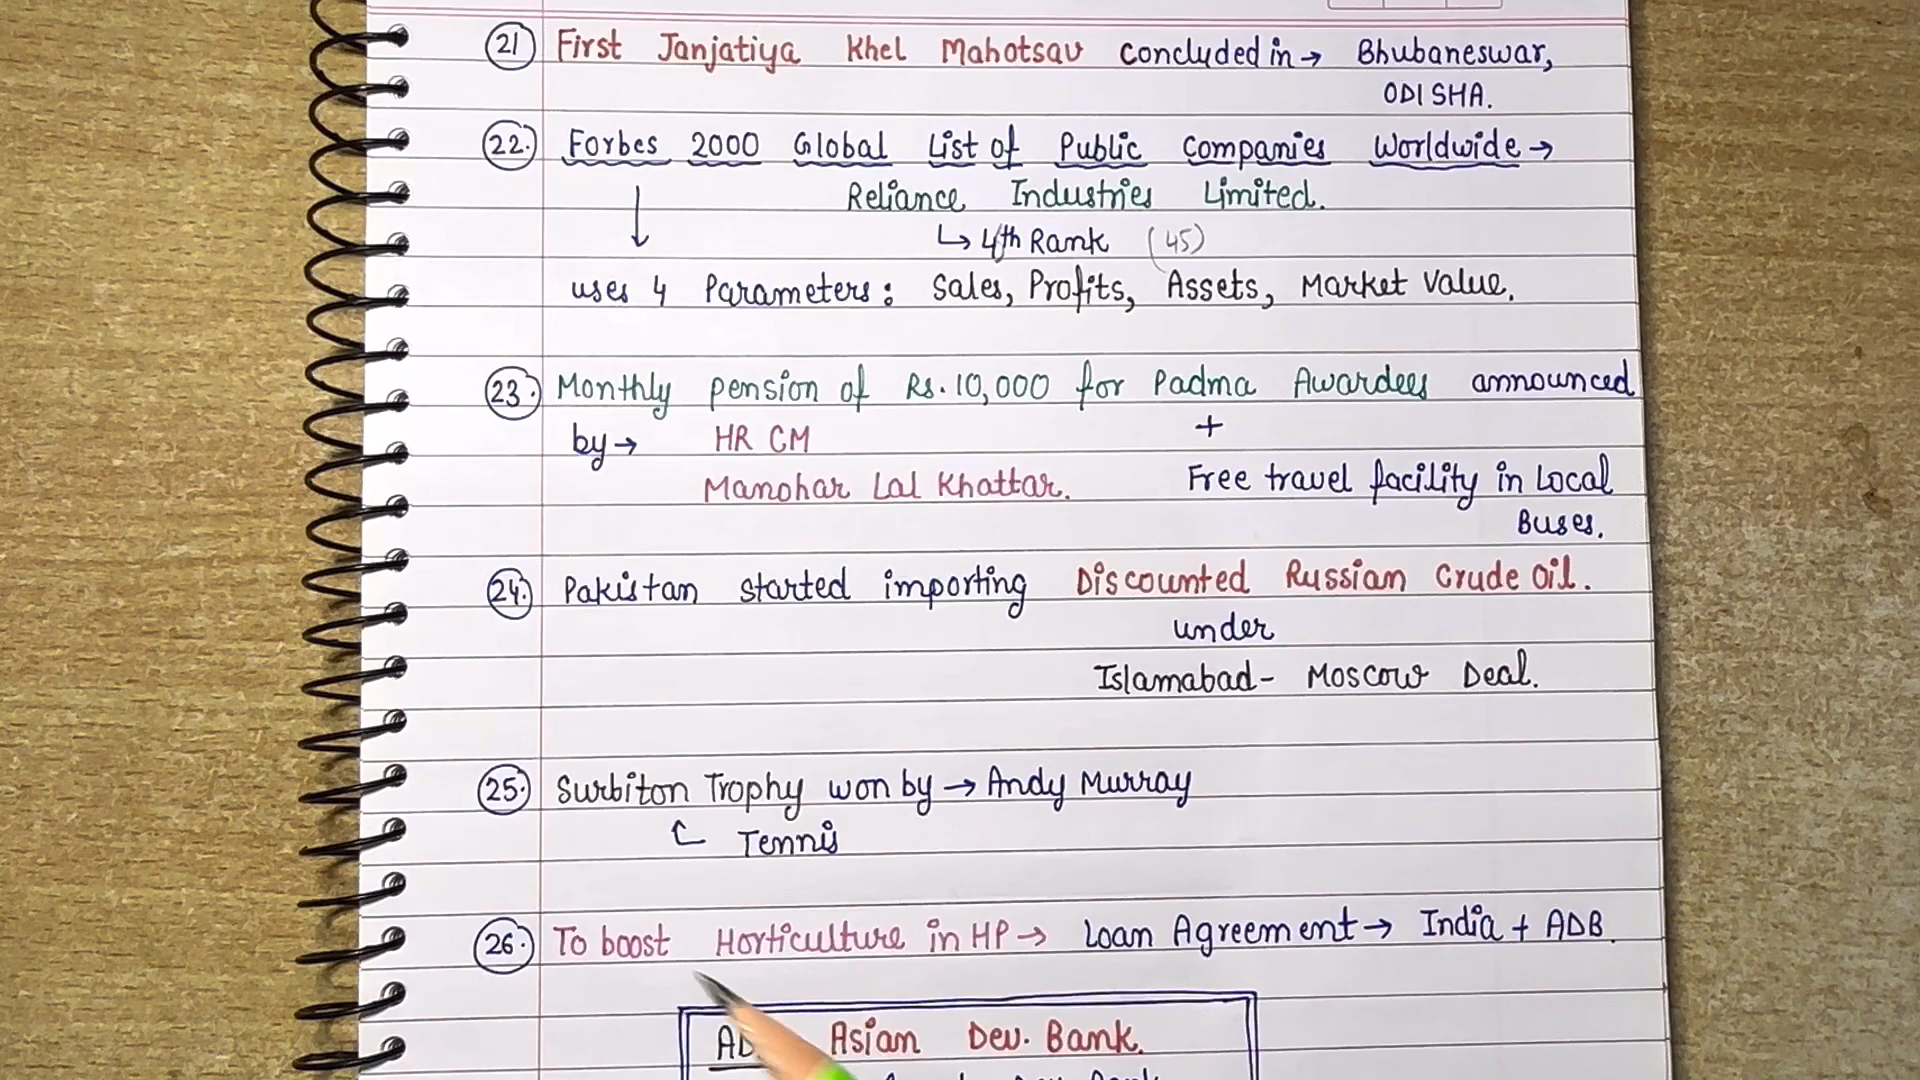 21 First Janjatiya Khel Mahotsav concluded in → Bhubaneswar,
ODISHA.
22. Forbes 2000 Global List of Public Companies Worldwide →
Reliance Industries Limited.
↳ 4th Rank (45)
uses 4 Parameters: Sales, Profits, Assets, Market Value.
23. Monthly pension of Rs. 10,000 for Padma Awardees announced
by → HR CM +
Manohar Lal Khattar. Free travel facility in Local
Buses.
24. Pakistan started importing Discounted Russian Crude Oil.
under
Islamabad - Moscow Deal.
25. Surbiton Trophy won by → Andy Murray
Tennis
26. To boost Horticulture in HP → Loan Agreement → India + ADB.
Asian Dev. Bank.